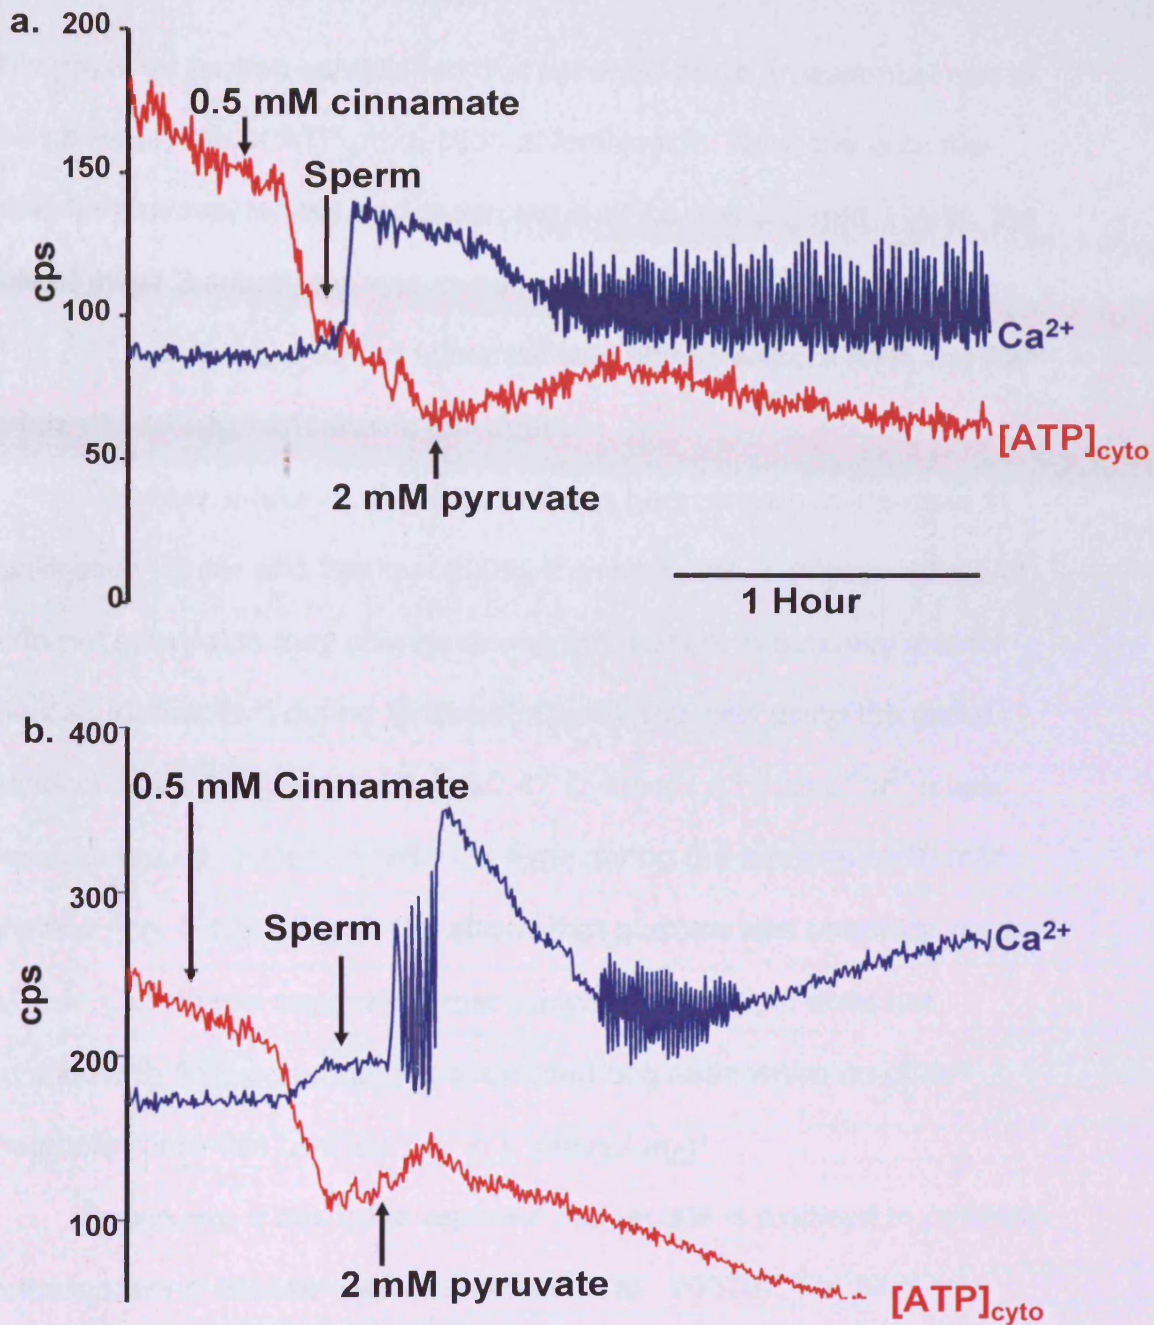 a. 200
0.5 mM cinnamate
150
Sperm
cps
100
Ca²⁺
50
[ATP]cyto
2 mM pyruvate
0
1 Hour
b. 400
0.5 mM Cinnamate
300
Sperm
Ca²⁺
cps
200
100
2 mM pyruvate
[ATP]cyto